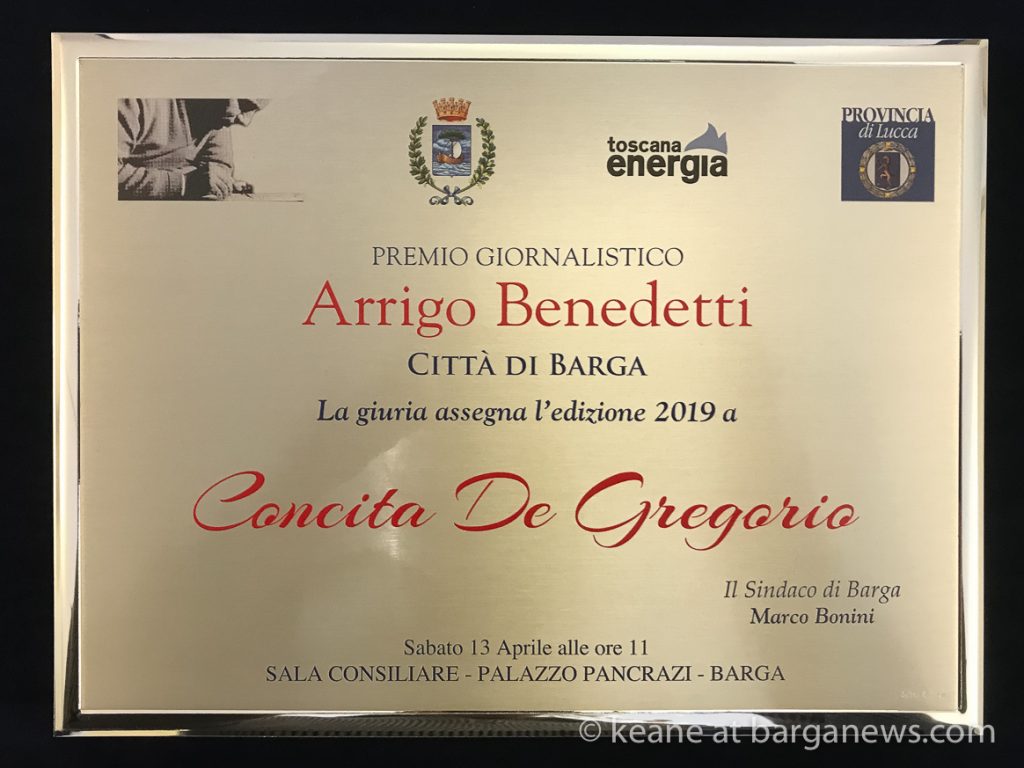 toscana
energia
PROVINCIA
di Lucca
PREMIO GIORNALISTICO
Arrigo Benedetti
CITTÀ DI BARGA
La giuria assegna l'edizione 2019 a
Concita De Gregorio
Il Sindaco di Barga
Marco Bonini
Sabato 13 Aprile alle ore 11
SALA CONSILIARE - PALAZZO PANCRAZI - BARGA
© keane at barganews.com